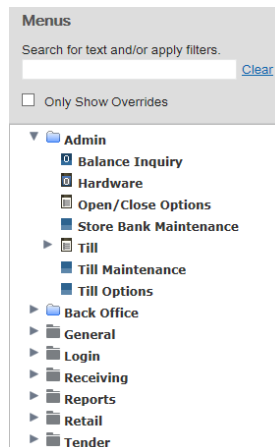 Menus
Search for text and/or apply filters.
Clear
Only Show Overrides
Admin
Balance Inquiry
Hardware
Open/Close Options
Store Bank Maintenance
Till
Till Maintenance
Till Options
Back Office
General
Login
Receiving
Reports
Retail
Tender